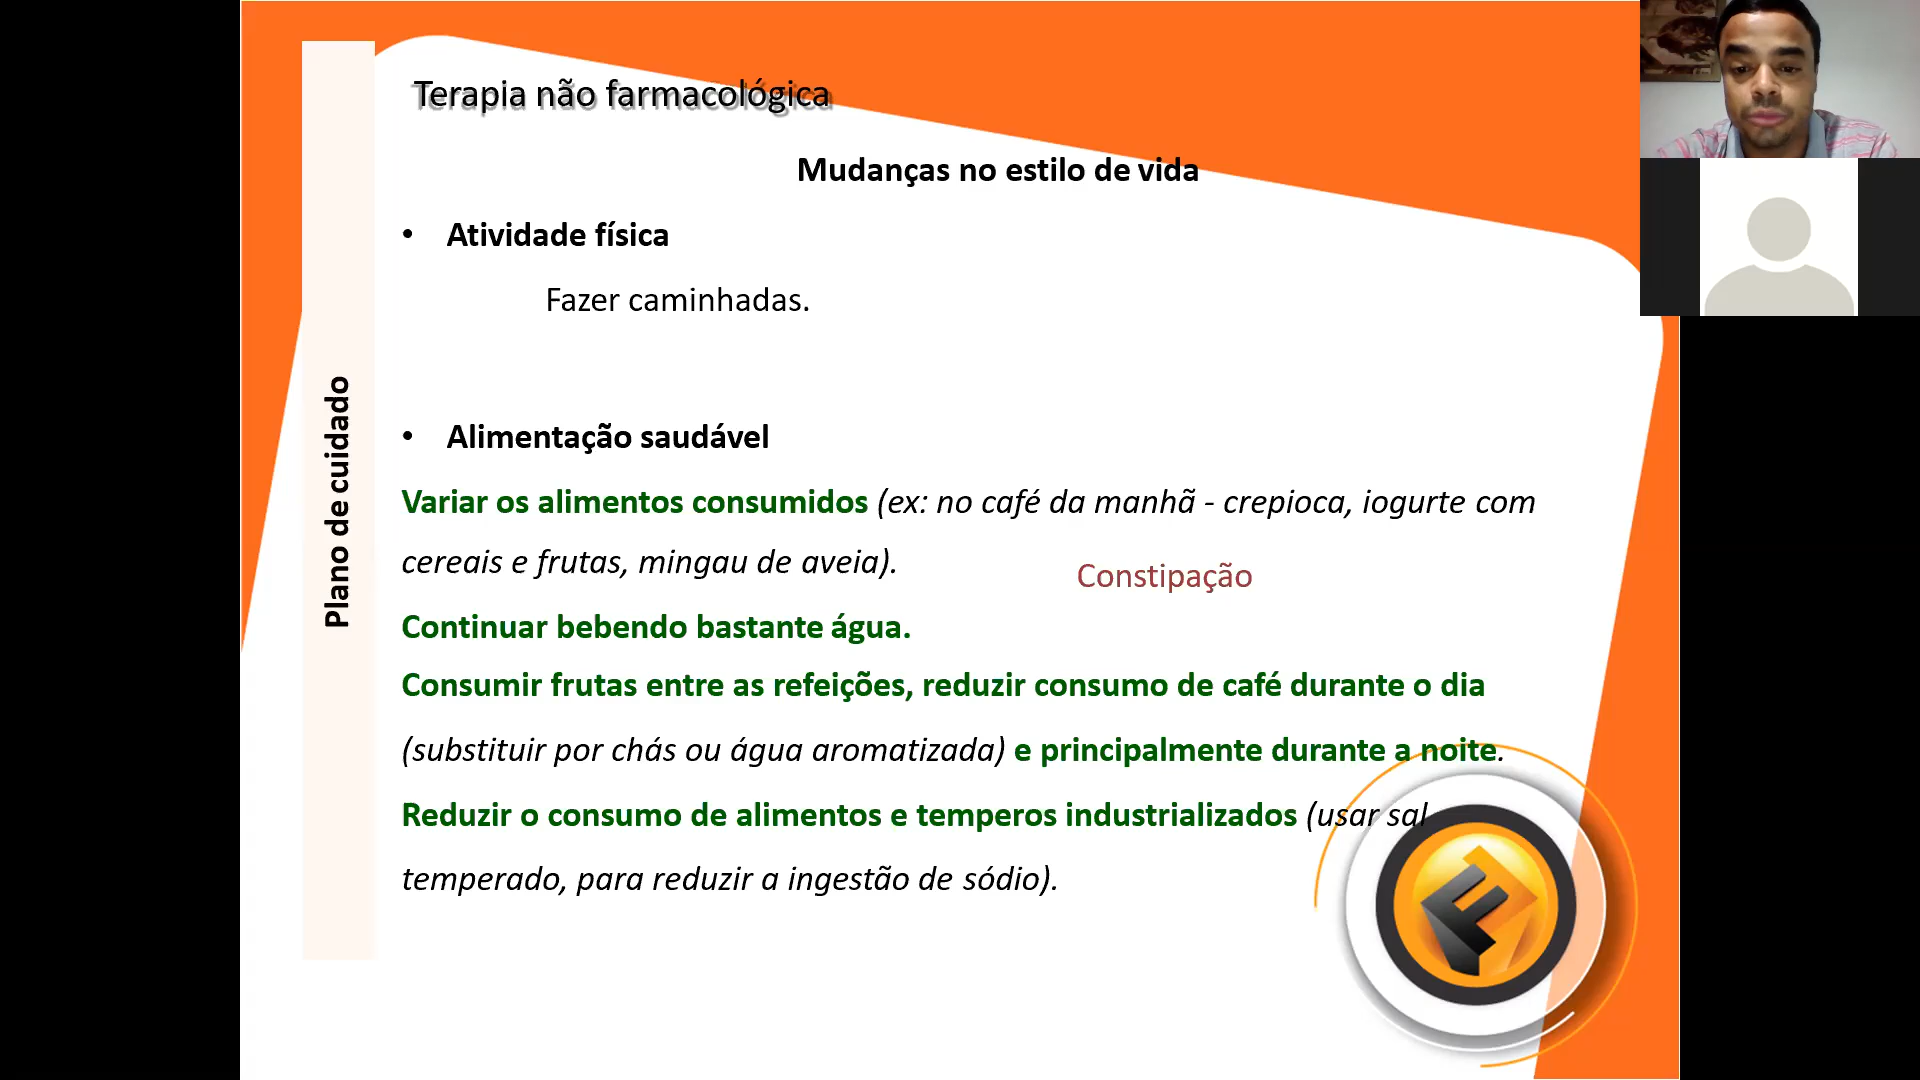 Terapia não farmacológica
Mudanças no estilo de vida
• Atividade física
Fazer caminhadas.
Plano de cuidado
• Alimentação saudável
Variar os alimentos consumidos (ex: no café da manhã - crepioca, iogurte com
cereais e frutas, mingau de aveia).
Constipação
Continuar bebendo bastante água.
Consumir frutas entre as refeições, reduzir consumo de café durante o dia
(substituir por chás ou água aromatizada) e principalmente durante a noite.
Reduzir o consumo de alimentos e temperos industrializados (usar sal
temperado, para reduzir a ingestão de sódio).